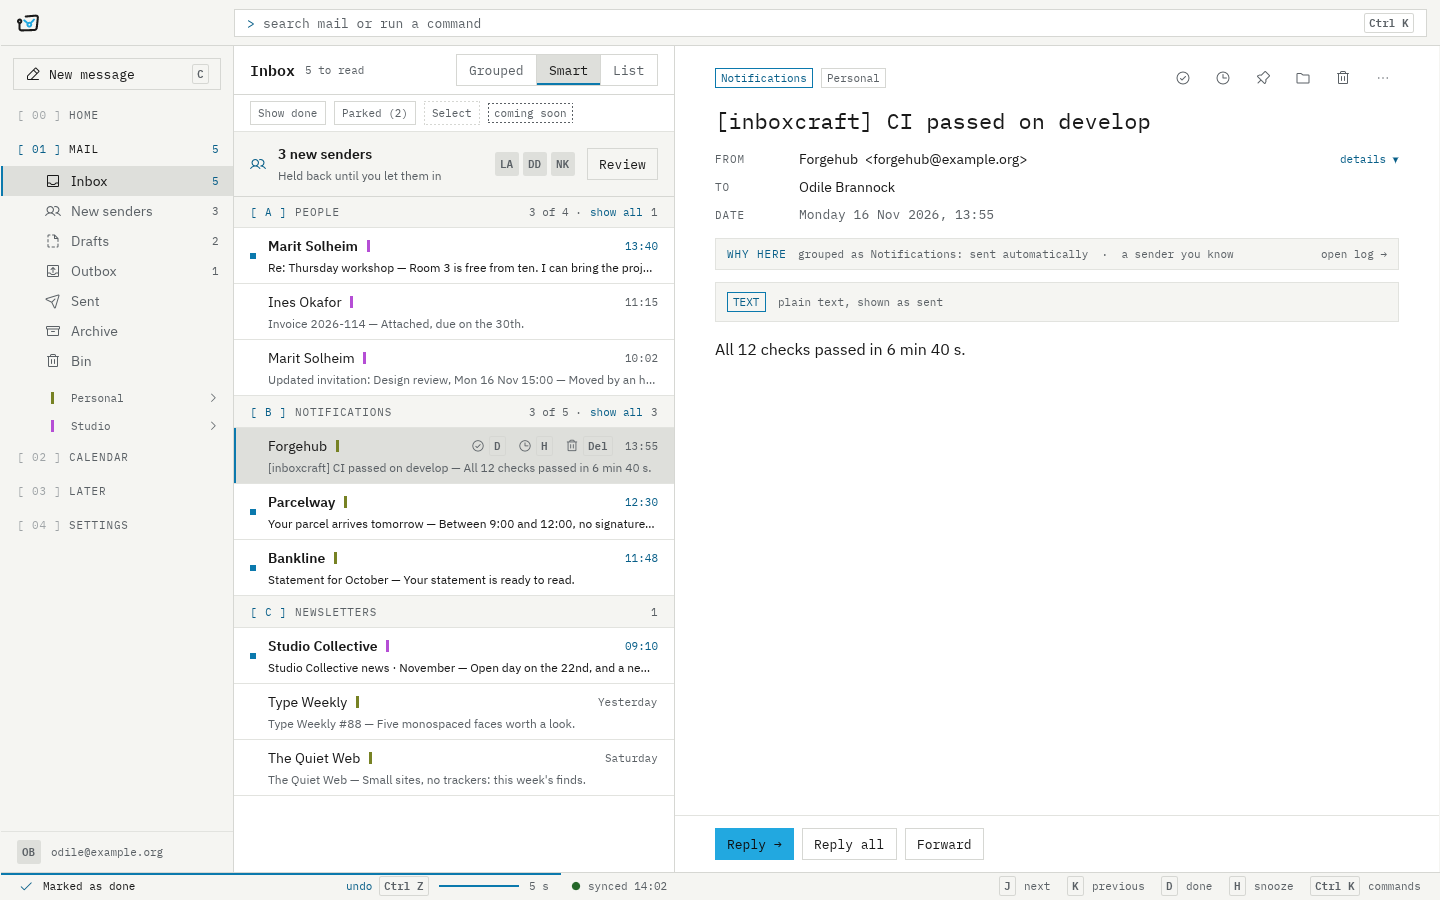 > search mail or run a command Ctrl K
New message C
[ 00 ] HOME
[ 01 ] MAIL 5
Inbox 5
New senders 3
Drafts 2
Outbox 1
Sent
Archive
Bin
Personal
Studio
[ 02 ] CALENDAR
[ 03 ] LATER
[ 04 ] SETTINGS
OB odile@example.org
Inbox 5 to read Grouped Smart List
Show done Parked (2) Select coming soon
3 new senders
Held back until you let them in
LA DD NK Review
[ A ] PEOPLE 3 of 4 · show all 1
Marit Solheim 13:40
Re: Thursday workshop — Room 3 is free from ten. I can bring the proj…
Ines Okafor 11:15
Invoice 2026-114 — Attached, due on the 30th.
Marit Solheim 10:02
Updated invitation: Design review, Mon 16 Nov 15:00 — Moved by an h…
[ B ] NOTIFICATIONS 3 of 5 · show all 3
Forgehub D H Del 13:55
[inboxcraft] CI passed on develop — All 12 checks passed in 6 min 40 s.
Parcelway 12:30
Your parcel arrives tomorrow — Between 9:00 and 12:00, no signature…
Bankline 11:48
Statement for October — Your statement is ready to read.
[ C ] NEWSLETTERS 1
Studio Collective 09:10
Studio Collective news · November — Open day on the 22nd, and a ne…
Type Weekly Yesterday
Type Weekly #88 — Five monospaced faces worth a look.
The Quiet Web Saturday
The Quiet Web — Small sites, no trackers: this week's finds.
Notifications Personal
[inboxcraft] CI passed on develop
FROM Forgehub <forgehub@example.org> details ▾
TO Odile Brannock
DATE Monday 16 Nov 2026, 13:55
WHY HERE grouped as Notifications: sent automatically · a sender you know open log →
TEXT plain text, shown as sent
All 12 checks passed in 6 min 40 s.
Reply → Reply all Forward
Marked as done undo Ctrl Z 5 s synced 14:02 J next K previous D done H snooze Ctrl K commands